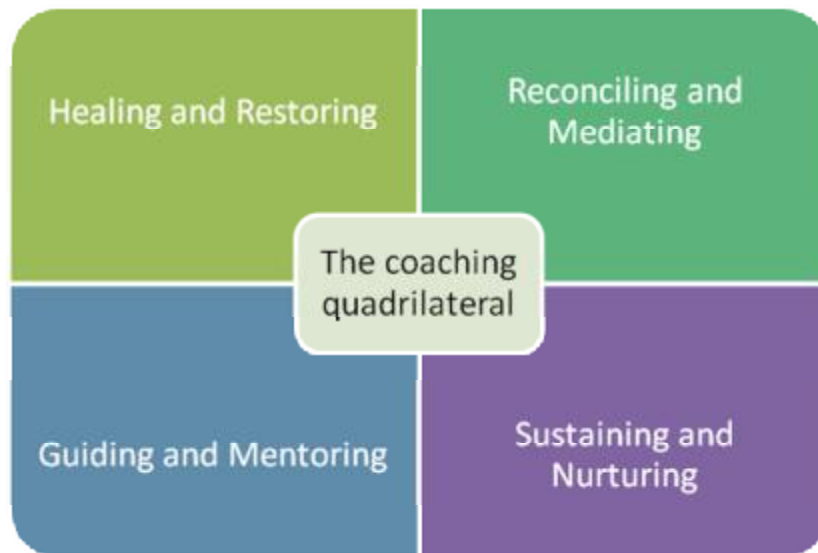 Healing and Restoring
Reconciling and
Mediating
The coaching
quadrilateral
Guiding and Mentoring
Sustaining and
Nurturing